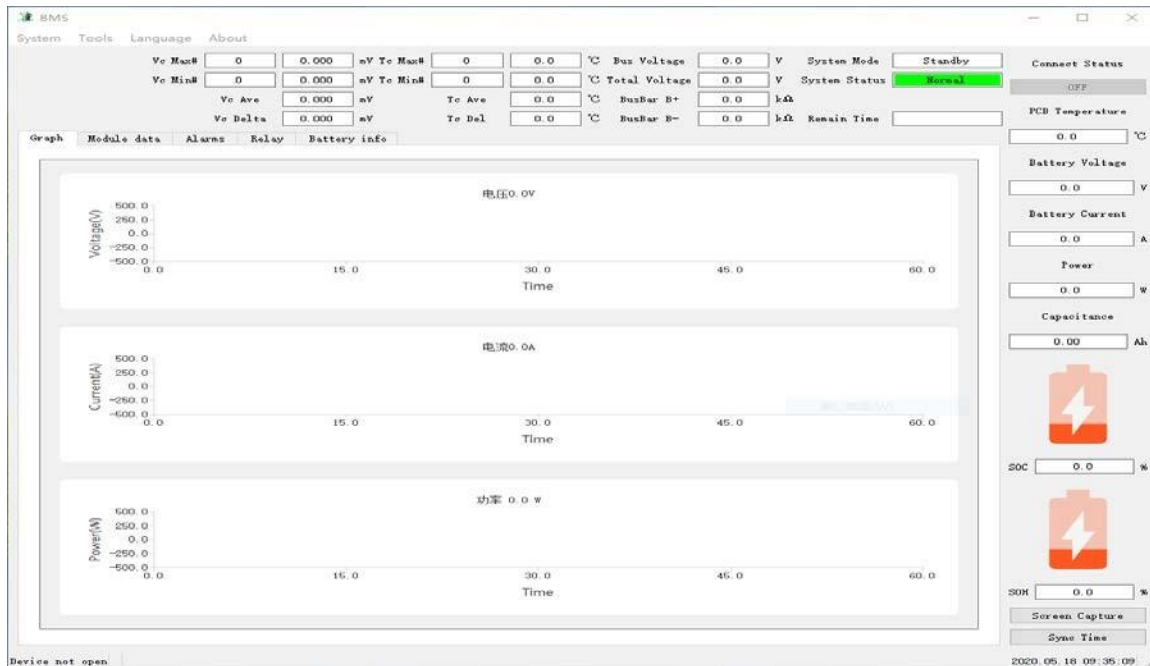 BMS
System Tools Language About
Vc Max# 0 0.000 mV Tc Max# 0 0.0 ℃ Bus Voltage 0.0 V System Mode Standby
Vc Min# 0 0.000 mV Tc Min# 0 0.0 ℃ Total Voltage 0.0 V System Status Normal
Vc Ave 0.000 mV Tc Ave 0.0 ℃ BusBar B+ 0.0 kΩ
Vc Delta 0.000 mV Tc Del 0.0 ℃ BusBar B- 0.0 kΩ Remain Time
Graph Module data Alarms Relay Battery info
电压0.0V
Voltage(V)
500.0
250.0
0.0
-250.0
-500.0
0.0 15.0 30.0 45.0 60.0
Time
电流0.0A
Current(A)
500.0
250.0
0.0
-250.0
-500.0
0.0 15.0 30.0 45.0 60.0
Time
功率 0.0 W
Power(W)
500.0
250.0
0.0
-250.0
-500.0
0.0 15.0 30.0 45.0 60.0
Time
Connect Status
OFF
PCB Temperature
0.0 ℃
Battery Voltage
0.0 V
Battery Current
0.0 A
Power
0.0 W
Capacitance
0.00 Ah
SOC 0.0 %
SOH 0.0 %
Screen Capture
Sync Time
Device not open
2020.05.18 09:35:09